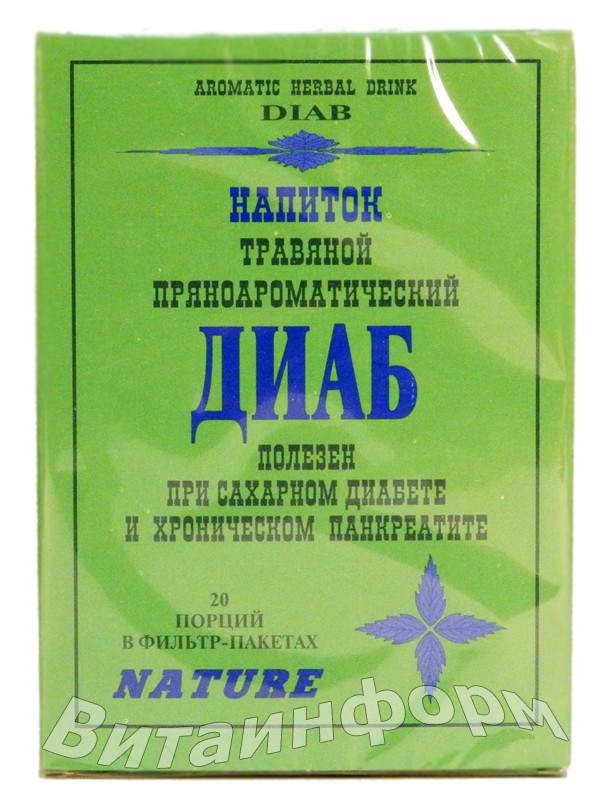 AROMATIC HERBAL DRINK
DIAB
НАПИТОК
ТРАВЯНОЙ
ПРЯНОАРОМАТИЧЕСКИЙ
ДИАБ
ПОЛЕЗЕН
ПРИ САХАРНОМ ДИАБЕТЕ
И ХРОНИЧЕСКОМ ПАНКРЕАТИТЕ
20
ПОРЦИЙ
В ФИЛЬТР-ПАКЕТАХ
NATURE
Витаинформ